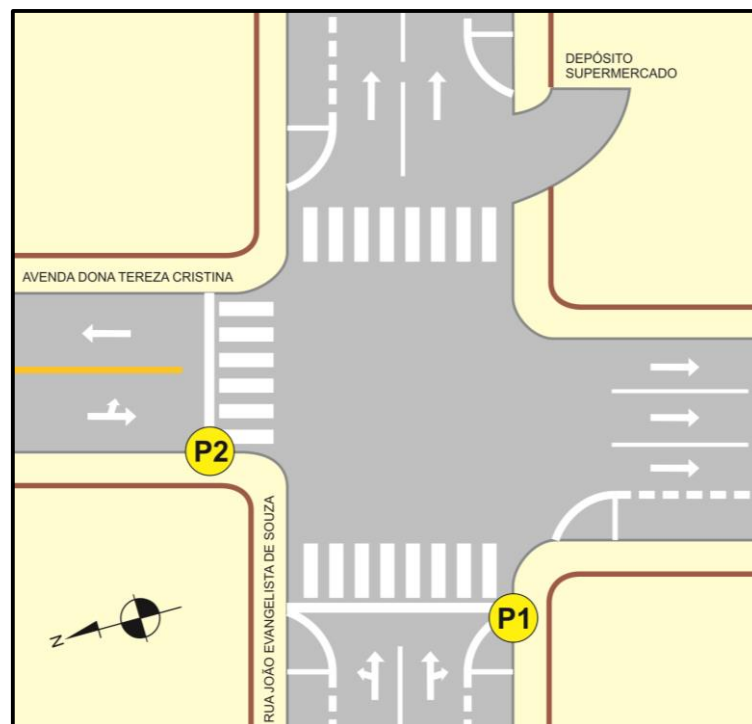 DEPÓSITO
SUPERMERCADO
AVENDA DONA TEREZA CRISTINA
P2
RUA JOÃO EVANGELISTA DE SOUZA
P1
N